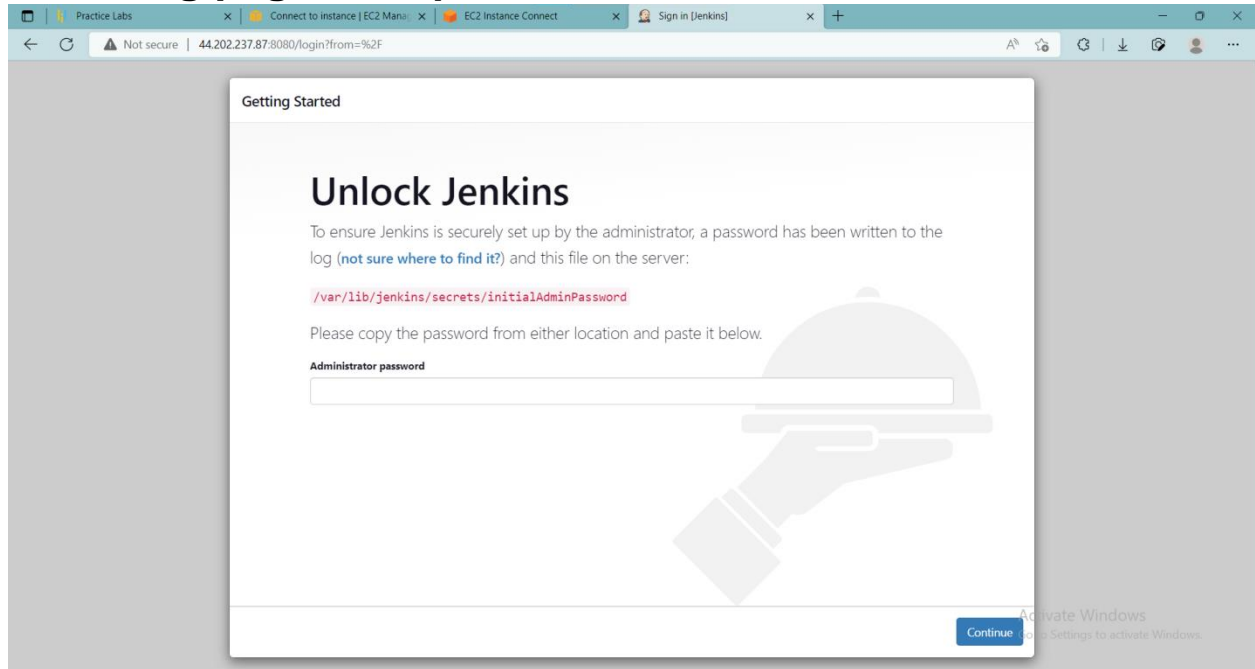 Practice Labs
Connect to instance | EC2 Manag
EC2 Instance Connect
Sign in [Jenkins]
Not secure | 44.202.237.87:8080/login?from=%2F
Getting Started
Unlock Jenkins
To ensure Jenkins is securely set up by the administrator, a password has been written to the
log (not sure where to find it?) and this file on the server:
/var/lib/jenkins/secrets/initialAdminPassword
Please copy the password from either location and paste it below.
Administrator password
Continue
Activate Windows
Settings to activate Windows.